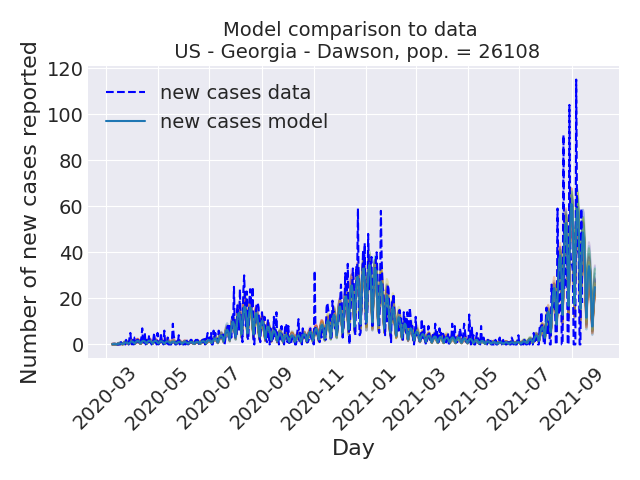 Model comparison to data
US - Georgia - Dawson, pop. = 26108
Number of new cases reported
120
100
80
60
40
20
0
new cases data
new cases model
2020-03
2020-05
2020-07
2020-09
2020-11
2021-01
2021-03
2021-05
2021-07
2021-09
Day